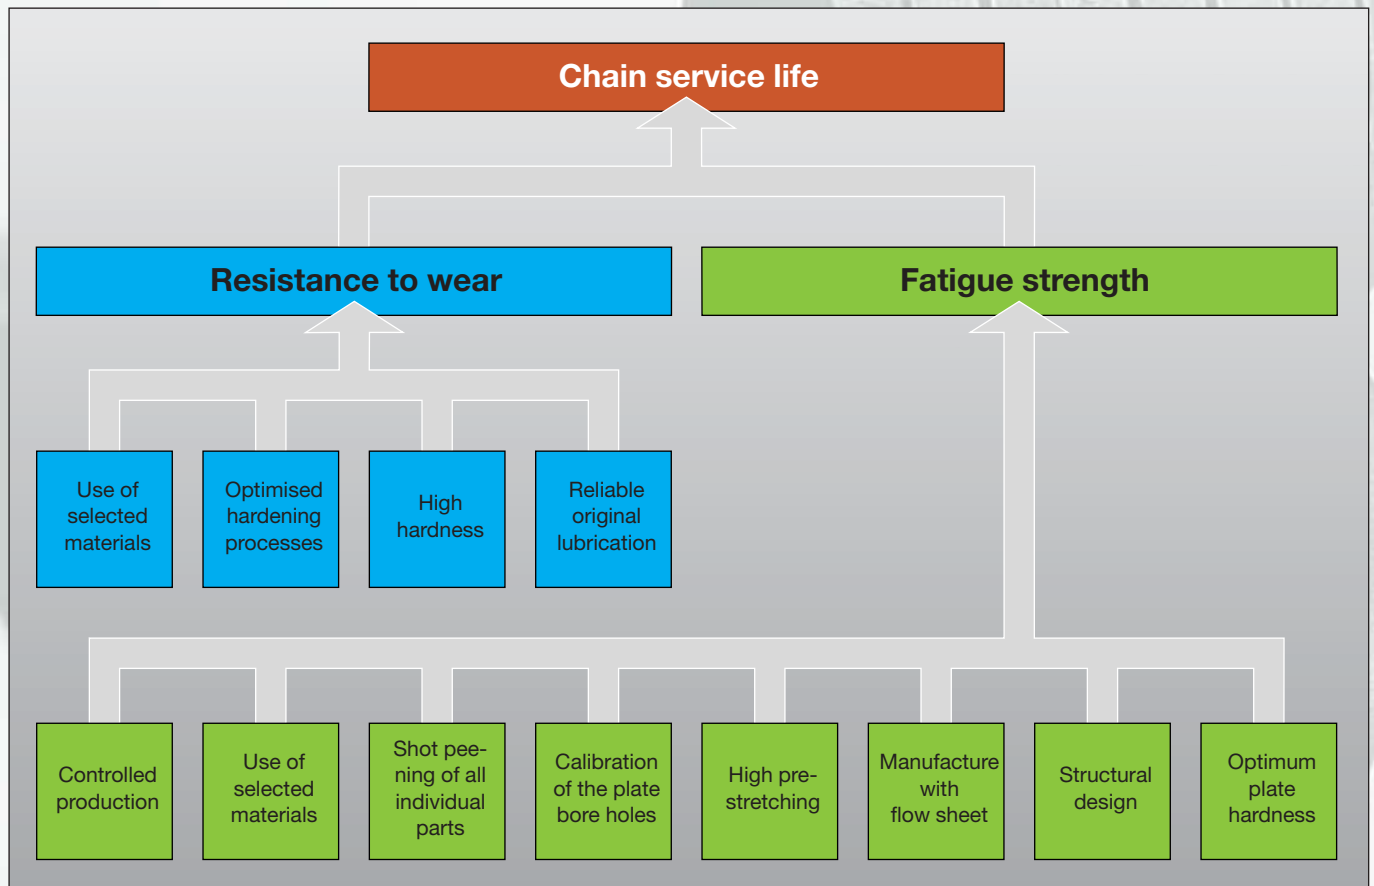 Chain service life
Resistance to wear
Fatigue strength
Use of
selected
materials
Optimised
hardening
processes
High
hardness
Reliable
original
lubrication
Controlled
production
Use of
selected
materials
Shot pee-
ning of all
individual
parts
Calibration
of the plate
bore holes
High pre-
stretching
Manufacture
with
flow sheet
Structural
design
Optimum
plate
hardness